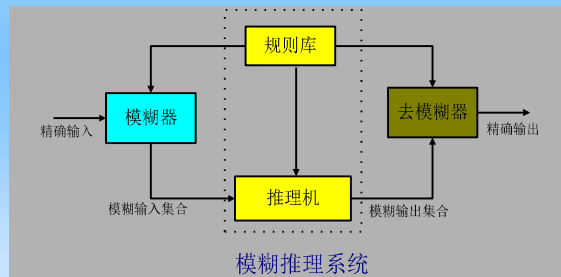 规则库
模糊器
去模糊器
精确输入
精确输出
推理机
模糊输入集合
模糊输出集合
模糊推理系统